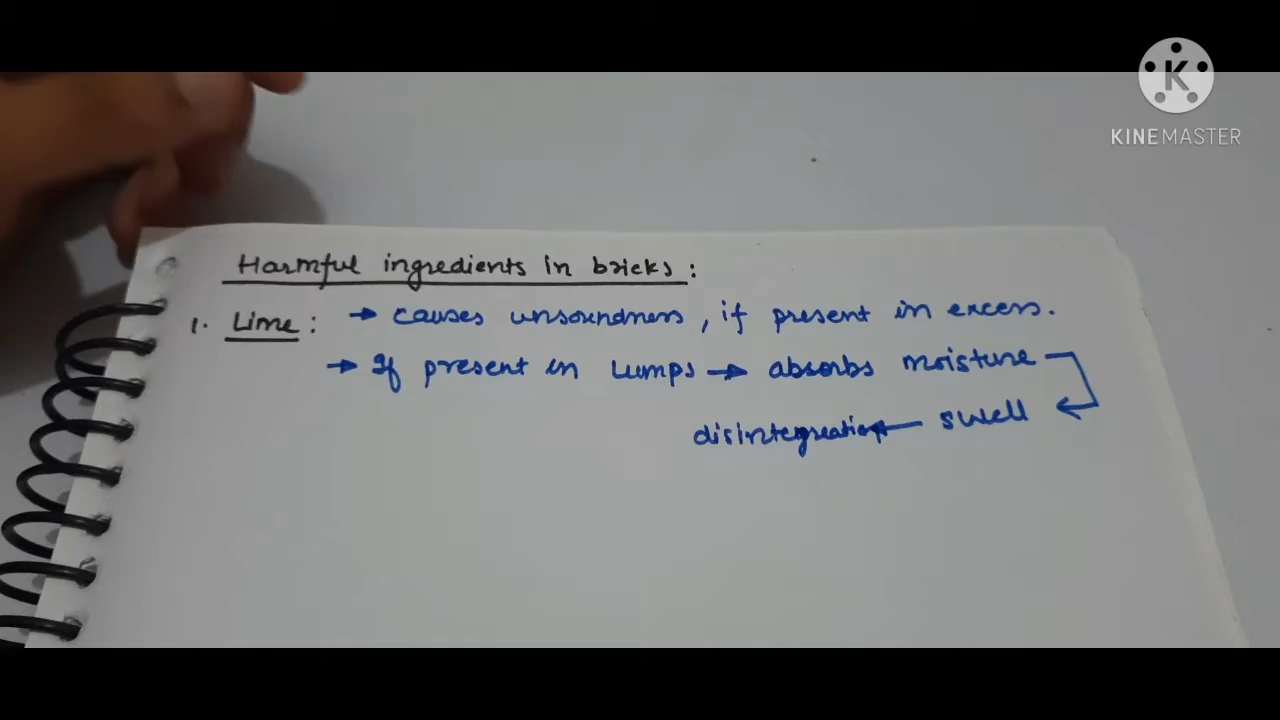 K
KINEMASTER
Harmful ingredients in bricks:
1. Lime: → causes unsoundness, if present in excess.
→ If present in lumps → absorbs moisture
disintegreation ← swell